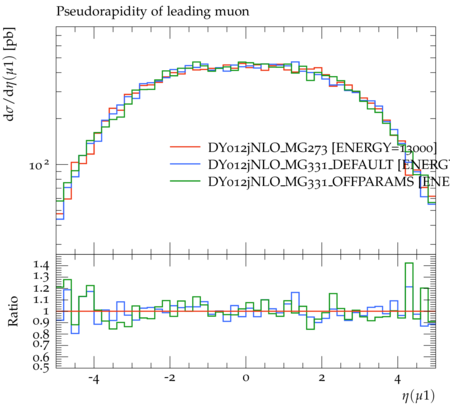 Pseudorapidity of leading muon
dσ/dη(μ1) [pb]
10²
DY012jNLO_MG273 [ENERGY=13000]
DY012jNLO_MG331_DEFAULT [ENERGY
DY012jNLO_MG331_OFFPARAMS [ENE
Ratio
1.4
1.3
1.2
1.1
1
0.9
0.8
0.7
0.6
0.5
-4 -2 0 2 4
η(μ1)